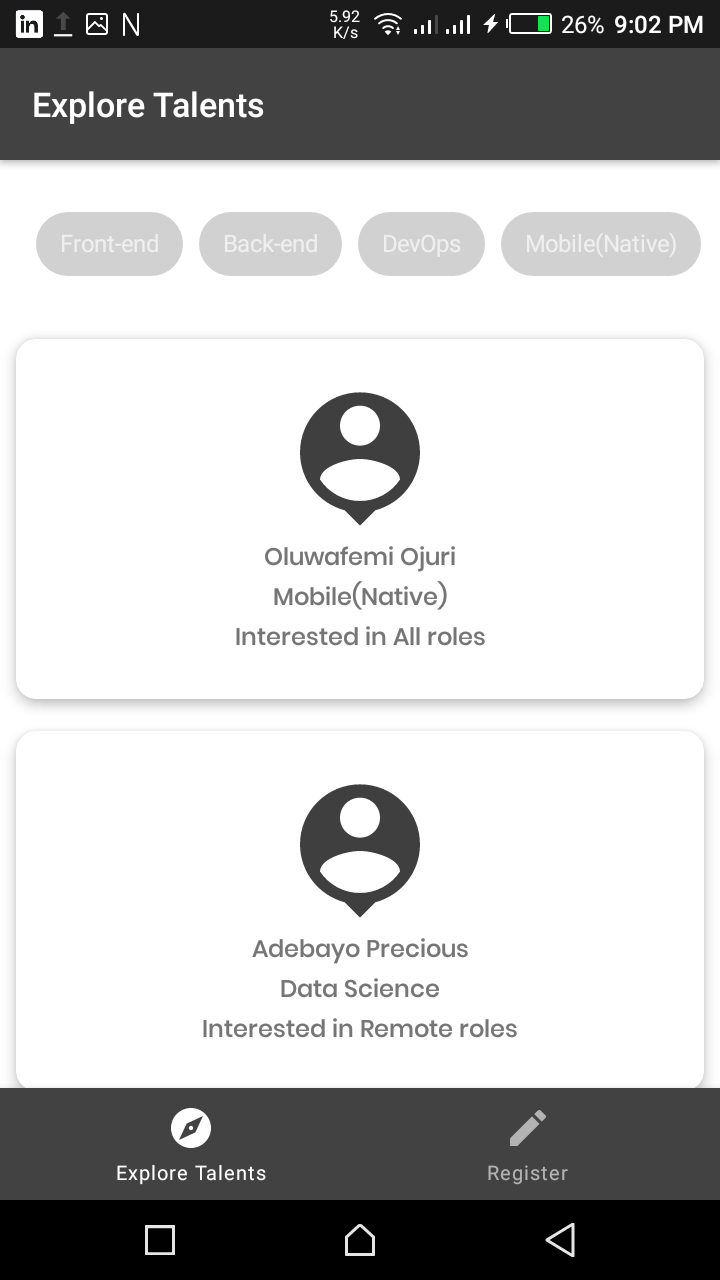 in
N
5.92
K/s
26% 9:02 PM
Explore Talents
Front-end Back-end DevOps Mobile(Native)
Oluwafemi Ojuri
Mobile(Native)
Interested in All roles
Adebayo Precious
Data Science
Interested in Remote roles
Explore Talents Register